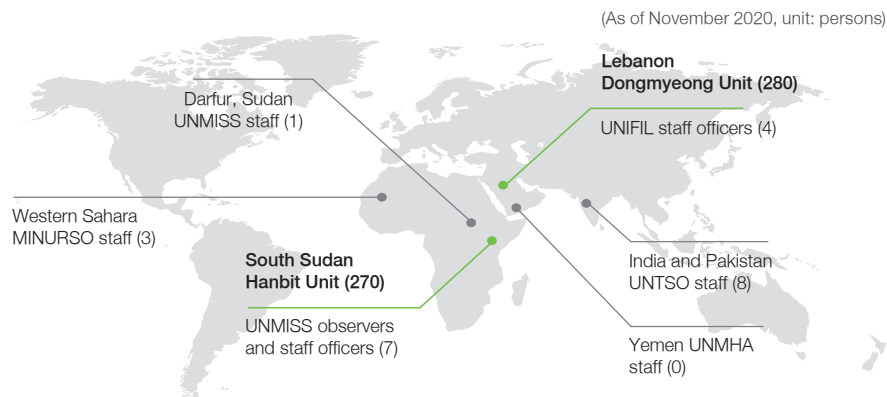 (As of November 2020, unit: persons)
Lebanon
Dongmyeong Unit (280)
UNIFIL staff officers (4)
Darfur, Sudan
UNMISS staff (1)
Western Sahara
MINURSO staff (3)
South Sudan
Hanbit Unit (270)
UNMISS observers
and staff officers (7)
India and Pakistan
UNTSO staff (8)
Yemen UNMHA
staff (0)